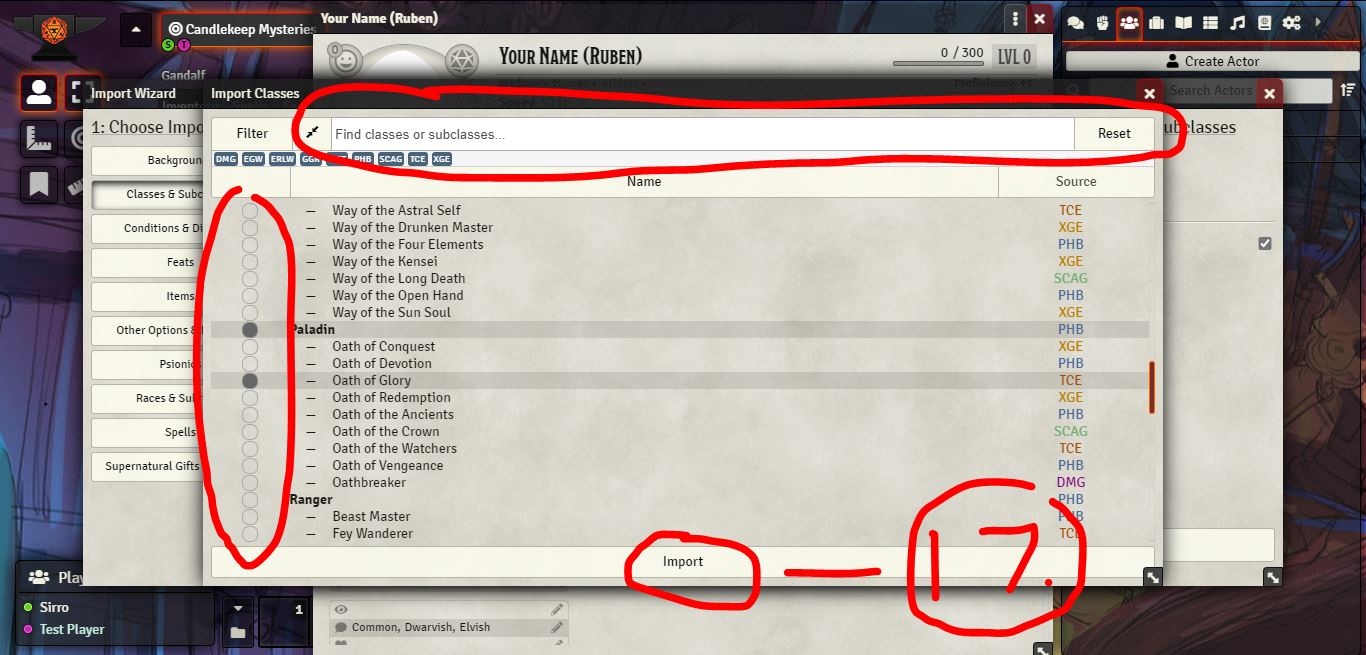 Your Name (Ruben)
Candlekeep Mysteries
S T
Gandalf
YOUR NAME (RUBEN)
0 / 300
LVL 0
Create Actor
Import Wizard
Import Classes
Search Actors
1: Choose Impo
Filter
Find classes or subclasses...
Reset
ubclasses
DMG EGW ERLW GGR PHB SCAG TCE XGE
Backgroun
Name
Source
Classes & Subc
— Way of the Astral Self TCE
— Way of the Drunken Master XGE
Conditions & Di
— Way of the Four Elements PHB
— Way of the Kensei XGE
Feats
— Way of the Long Death SCAG
Items
— Way of the Open Hand PHB
— Way of the Sun Soul XGE
Other Options &
Paladin PHB
— Oath of Conquest XGE
Psionic
— Oath of Devotion PHB
— Oath of Glory TCE
Races & Sub
— Oath of Redemption XGE
— Oath of the Ancients PHB
Spells
— Oath of the Crown SCAG
— Oath of the Watchers TCE
Supernatural Gifts
— Oath of Vengeance PHB
— Oathbreaker DMG
Ranger PHB
— Beast Master PHB
— Fey Wanderer TCE
Import
— 17.
Play
Sirro
1
Test Player
Common, Dwarvish, Elvish